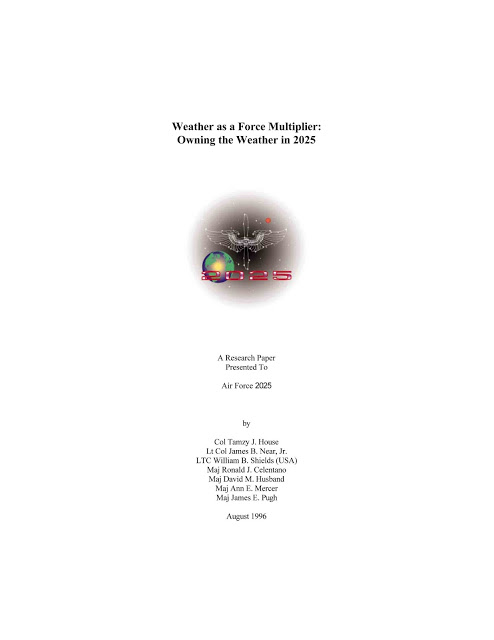 Weather as a Force Multiplier:
Owning the Weather in 2025
2025
A Research Paper
Presented To
Air Force 2025
by
Col Tamzy J. House
Lt Col James B. Near, Jr.
LTC William B. Shields (USA)
Maj Ronald J. Celentano
Maj David M. Husband
Maj Ann E. Mercer
Maj James E. Pugh
August 1996